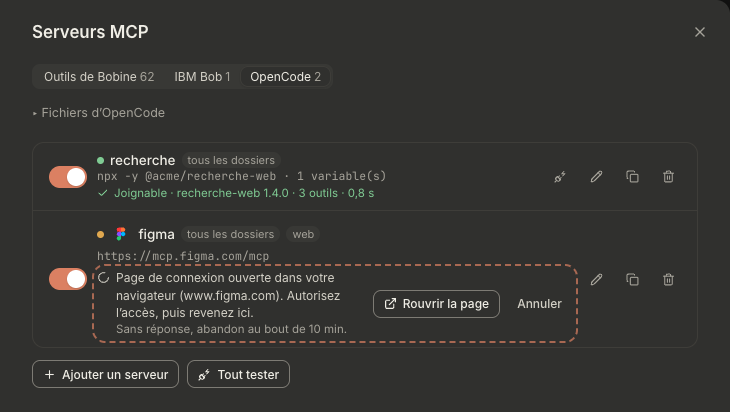 Serveurs MCP
Outils de Bobine 62 IBM Bob 1 OpenCode 2
Fichiers d’OpenCode
recherche tous les dossiers
npx -y @acme/recherche-web · 1 variable(s)
Joignable · recherche-web 1.4.0 · 3 outils · 0,8 s
figma tous les dossiers web
https://mcp.figma.com/mcp
Page de connexion ouverte dans votre
navigateur (www.figma.com). Autorisez
l’accès, puis revenez ici.
Sans réponse, abandon au bout de 10 min.
Rouvrir la page Annuler
Ajouter un serveur Tout tester